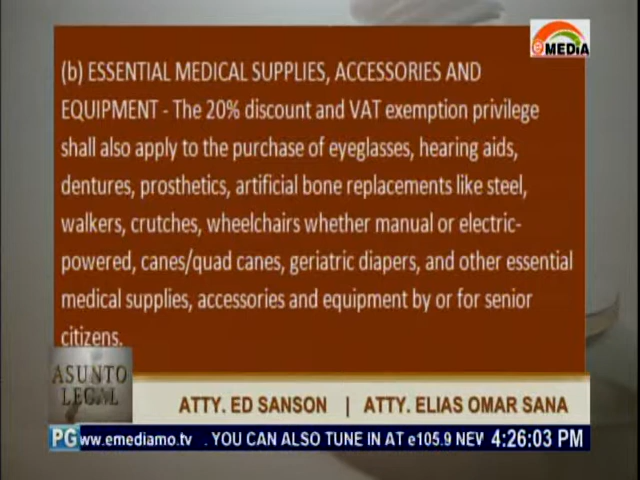 eMEDIA
(b) ESSENTIAL MEDICAL SUPPLIES, ACCESSORIES AND
EQUIPMENT - The 20% discount and VAT exemption privilege
shall also apply to the purchase of eyeglasses, hearing aids,
dentures, prosthetics, artificial bone replacements like steel,
walkers, crutches, wheelchairs whether manual or electric-
powered, canes/quad canes, geriatric diapers, and other essential
medical supplies, accessories and equipment by or for senior
citizens.
ASUNTO
LEGAL
ATTY. ED SANSON | ATTY. ELIAS OMAR SANA
PG ww.emediamo.tv . YOU CAN ALSO TUNE IN AT e105.9 NEV 4:26:03 PM